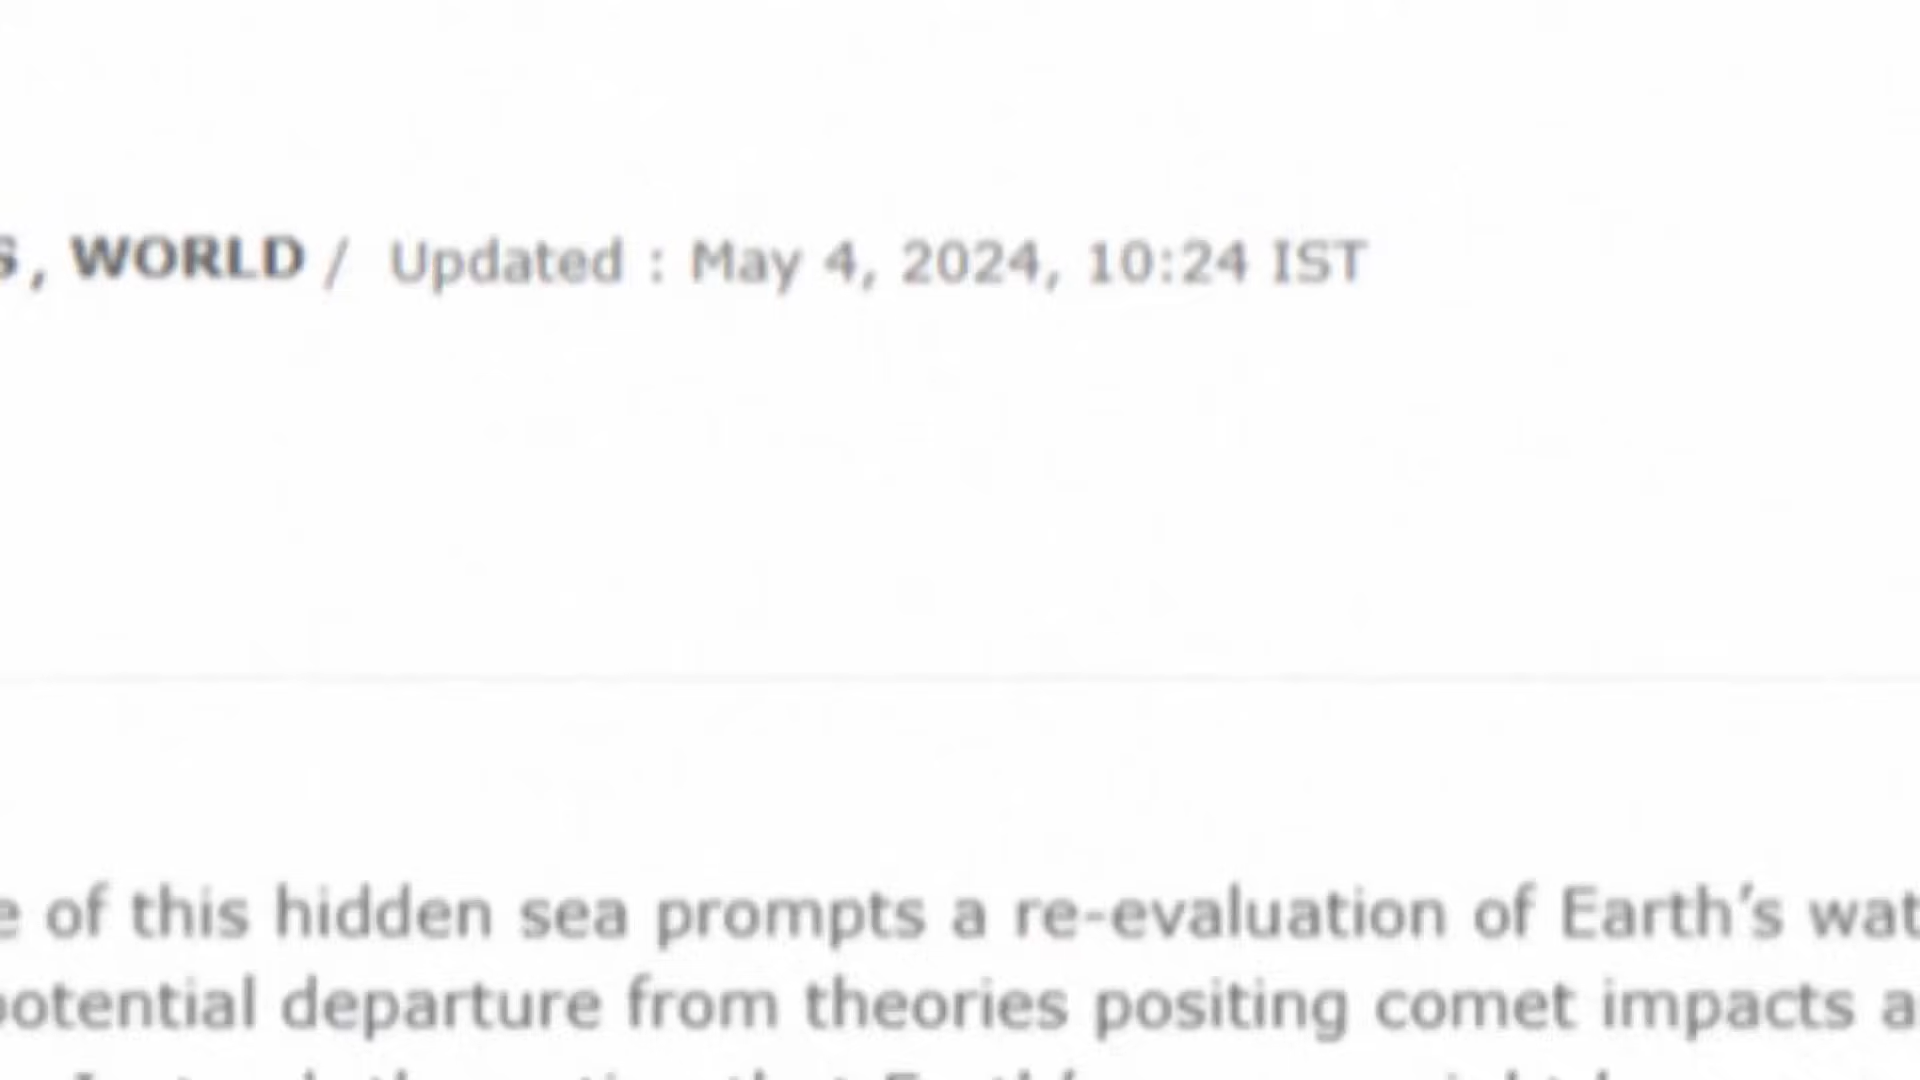 , WORLD / Updated : May 4, 2024, 10:24 IST
of this hidden sea prompts a re-evaluation of Earth’s
potential departure from theories positing comet impacts